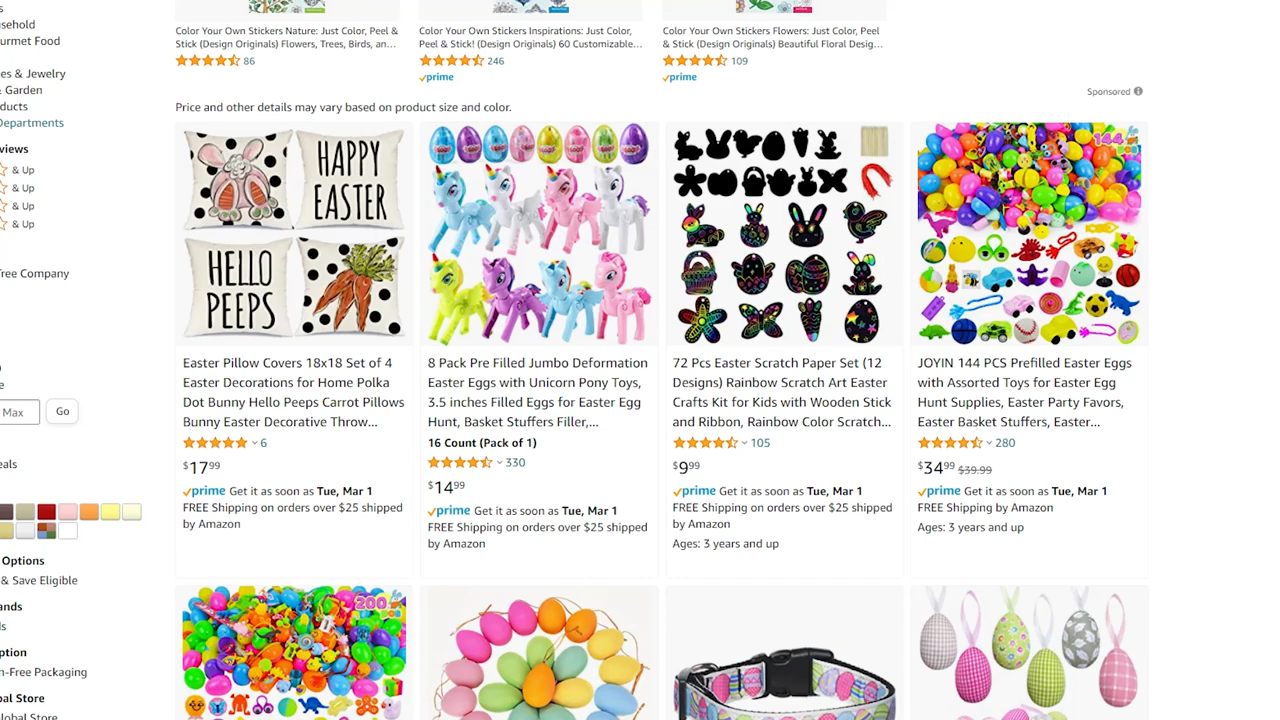 s
usehold
urmet Food
es & Jewelry
& Garden
ducts
Departments
views
& Up
& Up
& Up
& Up
Tree Company
e
Max
Go
eals
Options
& Save Eligible
ands
ds
ption
n-Free Packaging
bal Store
lobal Store
Color Your Own Stickers Nature: Just Color, Peel &
Stick (Design Originals) Flowers, Trees, Birds, an...
86
Color Your Own Stickers Inspirations: Just Color,
Peel & Stick! (Design Originals) 60 Customizable...
246
prime
Color Your Own Stickers Flowers: Just Color, Peel
& Stick (Design Originals) Beautiful Floral Desig...
109
prime
Sponsored
Price and other details may vary based on product size and color.
HAPPY
EASTER
HELLO
PEEPS
Easter Pillow Covers 18x18 Set of 4
Easter Decorations for Home Polka
Dot Bunny Hello Peeps Carrot Pillows
Bunny Easter Decorative Throw...
6
$17.99
prime Get it as soon as Tue, Mar 1
FREE Shipping on orders over $25 shipped
by Amazon
8 Pack Pre Filled Jumbo Deformation
Easter Eggs with Unicorn Pony Toys,
3.5 inches Filled Eggs for Easter Egg
Hunt, Basket Stuffers Filler,...
16 Count (Pack of 1)
330
$14.99
prime Get it as soon as Tue, Mar 1
FREE Shipping on orders over $25 shipped
by Amazon
72 Pcs Easter Scratch Paper Set (12
Designs) Rainbow Scratch Art Easter
Crafts Kit for Kids with Wooden Stick
and Ribbon, Rainbow Color Scratch...
105
$9.99
prime Get it as soon as Tue, Mar 1
FREE Shipping on orders over $25 shipped
by Amazon
Ages: 3 years and up
144
JOYIN 144 PCS Prefilled Easter Eggs
with Assorted Toys for Easter Egg
Hunt Supplies, Easter Party Favors,
Easter Basket Stuffers, Easter...
280
$34.99 $39.99
prime Get it as soon as Tue, Mar 1
FREE Shipping by Amazon
Ages: 3 years and up
200